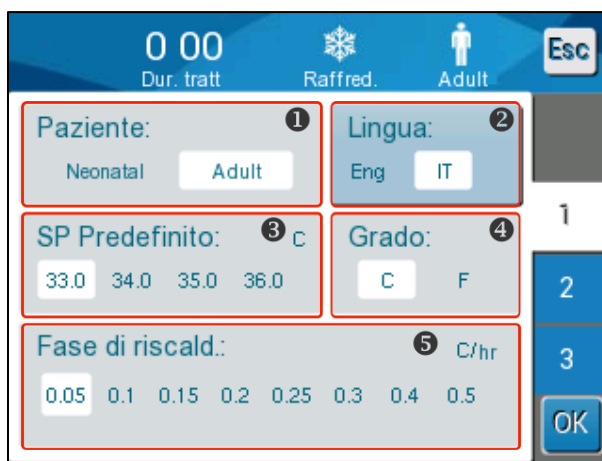 0 00
Dur. tratt
Raffred.
Adult
Esc
Paziente: ❶
Neonatal Adult
Lingua: ❷
Eng IT
SP Predefinito: ❸ C
33.0 34.0 35.0 36.0
Grado: ❹
C F
Fase di riscald.: ❺ C/hr
0.05 0.1 0.15 0.2 0.25 0.3 0.4 0.5
1
2
3
OK